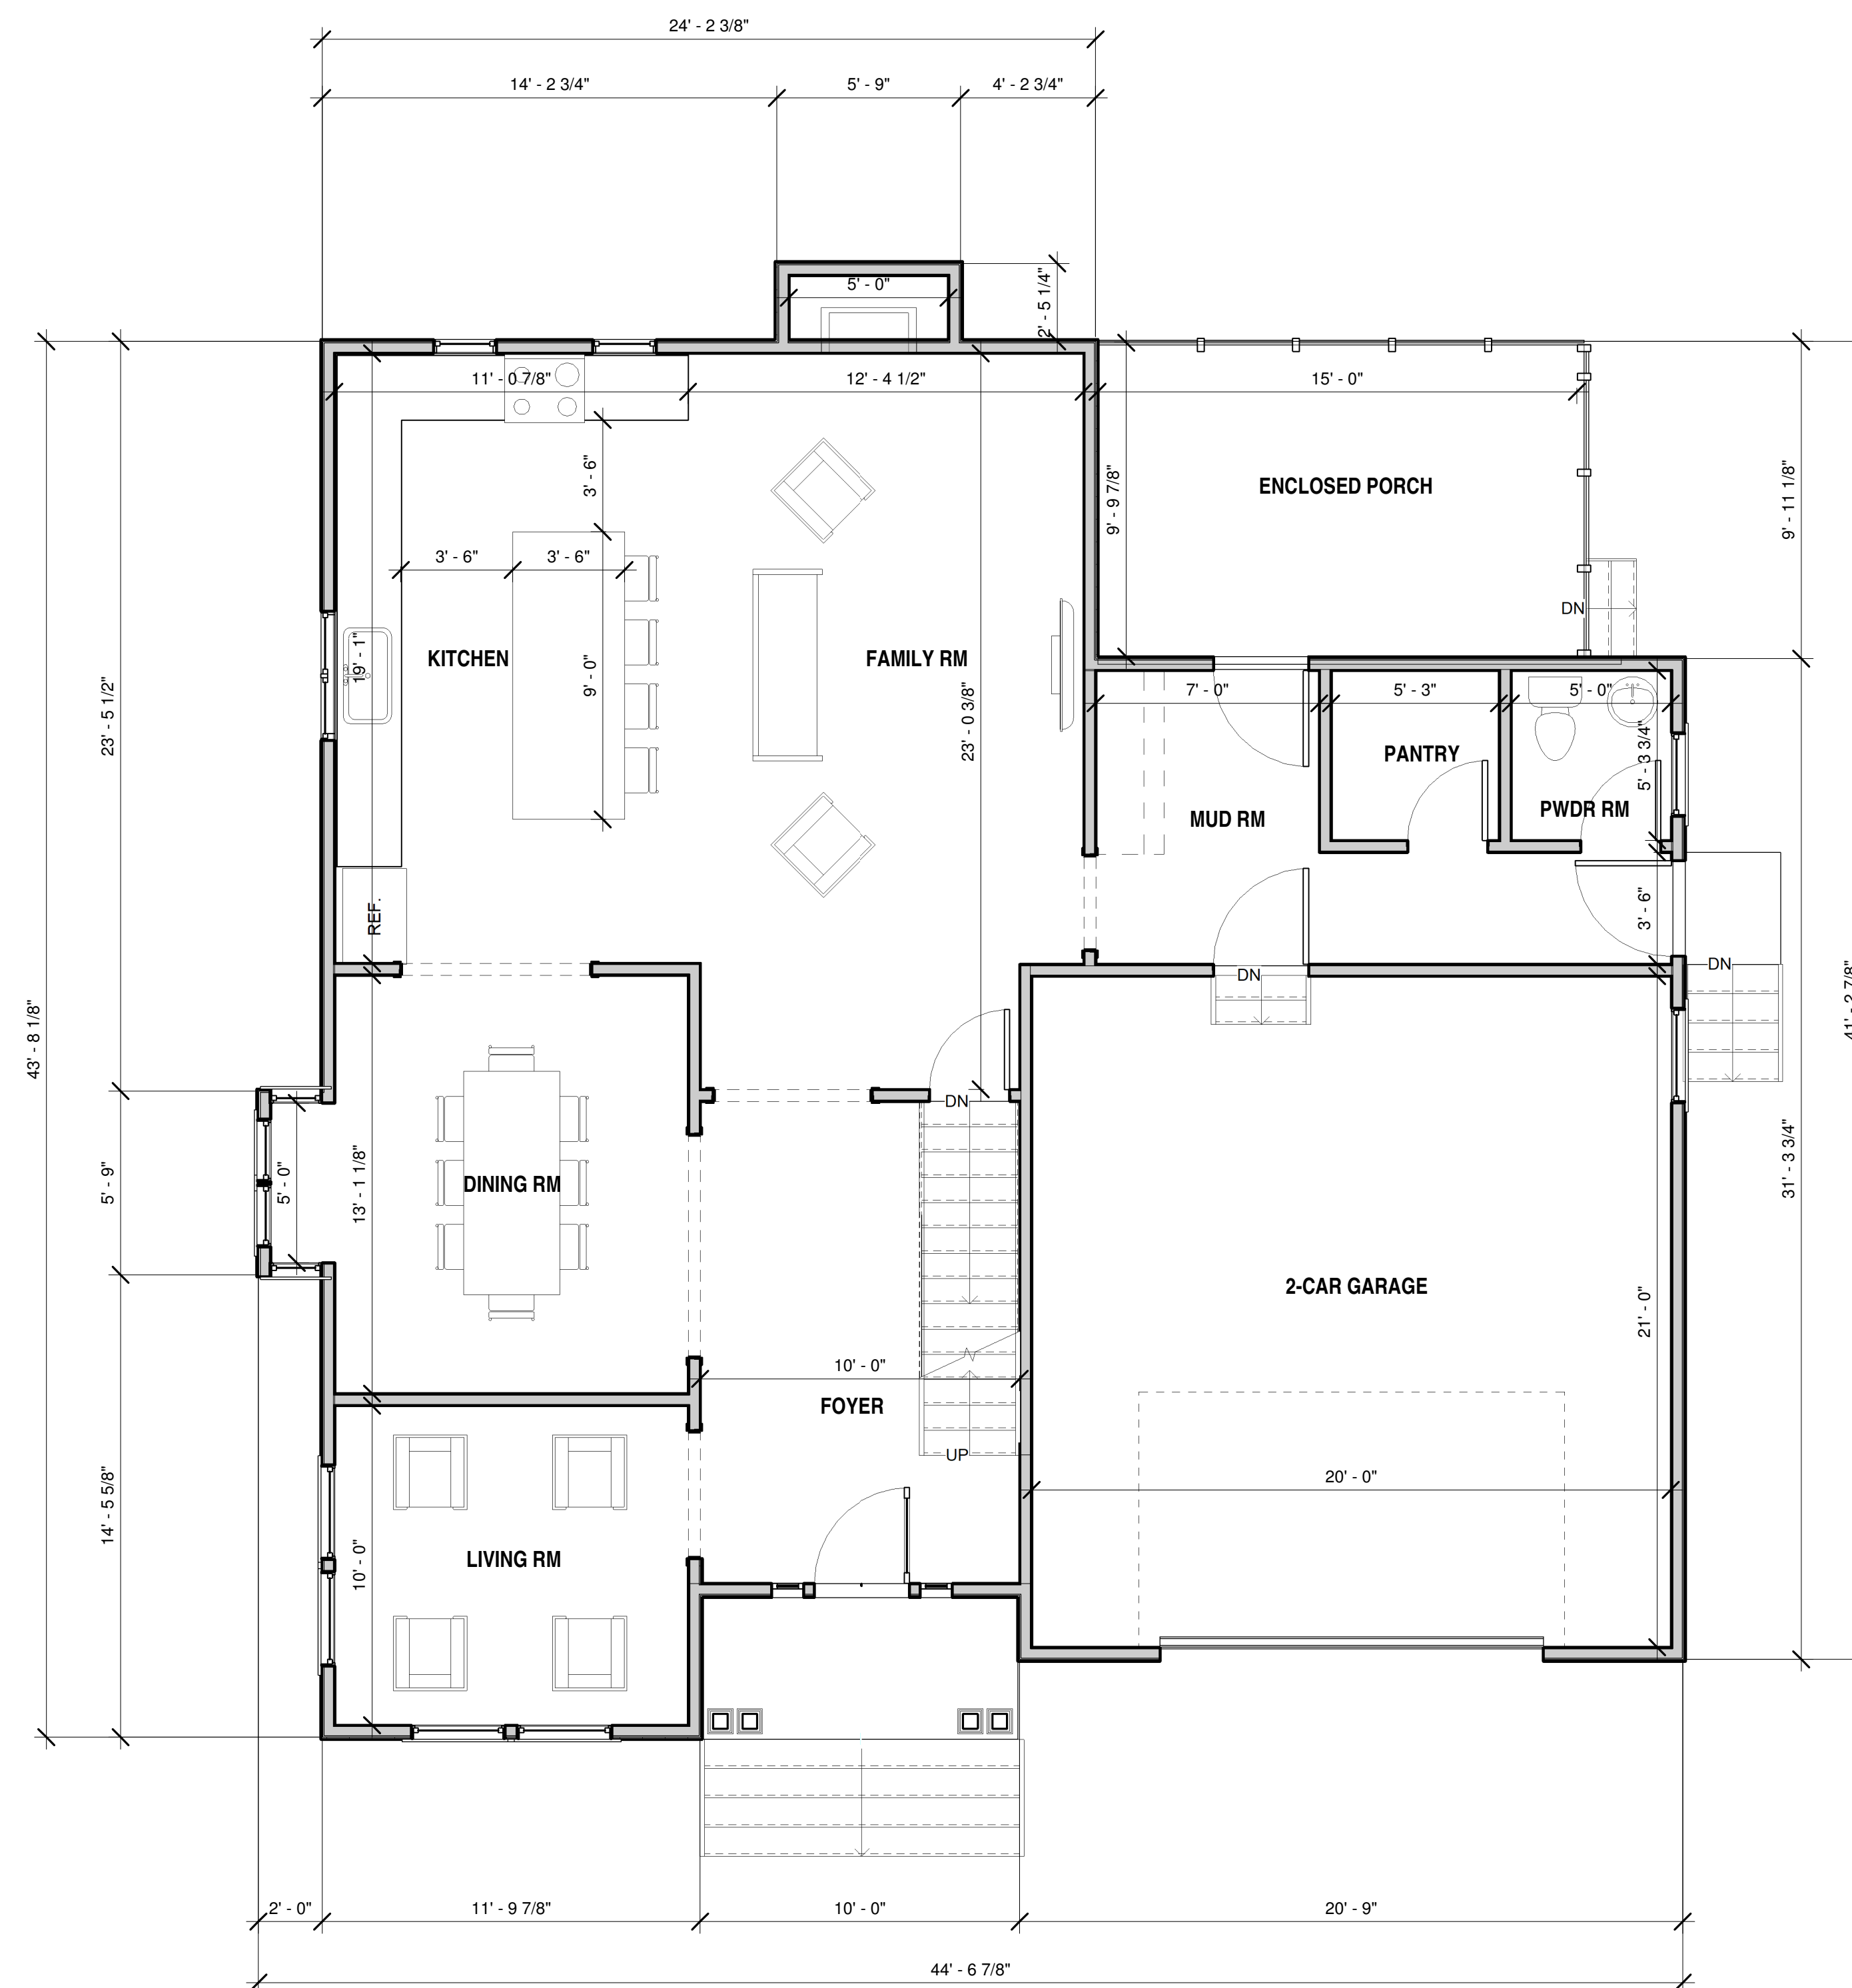 24' - 2 3/8"
14' - 2 3/4"
5' - 9"
4' - 2 3/4"
5' - 0"
2' - 5 1/4"
11' - 0 7/8"
12' - 4 1/2"
15' - 0"
3' - 6"
9' - 9 7/8"
ENCLOSED PORCH
9' - 11 1/8"
3' - 6"
3' - 6"
DN
KITCHEN
19' - 1"
9' - 0"
FAMILY RM
23' - 0 3/8"
23' - 5 1/2"
7' - 0"
5' - 3"
5' - 0"
PANTRY
5' - 3 3/4"
PWDR RM
MUD RM
REF.
3' - 6"
DN
DN
43' - 8 1/8"
41' - 2 7/8"
DN
5' - 9"
5' - 0"
13' - 1 1/8"
DINING RM
31' - 3 3/4"
2-CAR GARAGE
21' - 0"
10' - 0"
FOYER
UP
20' - 0"
14' - 5 5/8"
10' - 0"
LIVING RM
2' - 0"
11' - 9 7/8"
10' - 0"
20' - 9"
44' - 6 7/8"